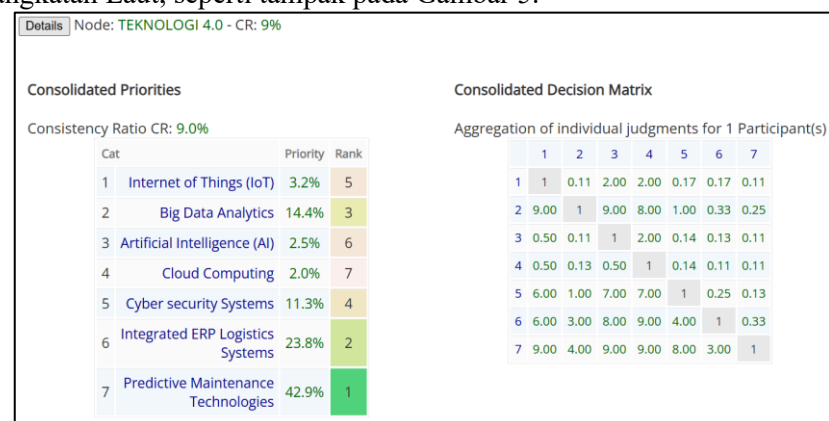 angkatan Laut, seperti tampak pada Gambar 5.
Details Node: TEKNOLOGI 4.0 - CR: 9%
Consolidated Priorities
Consistency Ratio CR: 9.0%
Cat Priority Rank
1 Internet of Things (IoT) 3.2% 5
2 Big Data Analytics 14.4% 3
3 Artificial Intelligence (AI) 2.5% 6
4 Cloud Computing 2.0% 7
5 Cyber security Systems 11.3% 4
6 Integrated ERP Logistics
Systems 23.8% 2
7 Predictive Maintenance
Technologies 42.9% 1
Consolidated Decision Matrix
Aggregation of individual judgments for 1 Participant(s)
1 2 3 4 5 6 7
1 1 0.11 2.00 2.00 0.17 0.17 0.11
2 9.00 1 9.00 8.00 1.00 0.33 0.25
3 0.50 0.11 1 2.00 0.14 0.13 0.11
4 0.50 0.13 0.50 1 0.14 0.11 0.11
5 6.00 1.00 7.00 7.00 1 0.25 0.13
6 6.00 3.00 8.00 9.00 4.00 1 0.33
7 9.00 4.00 9.00 9.00 8.00 3.00 1